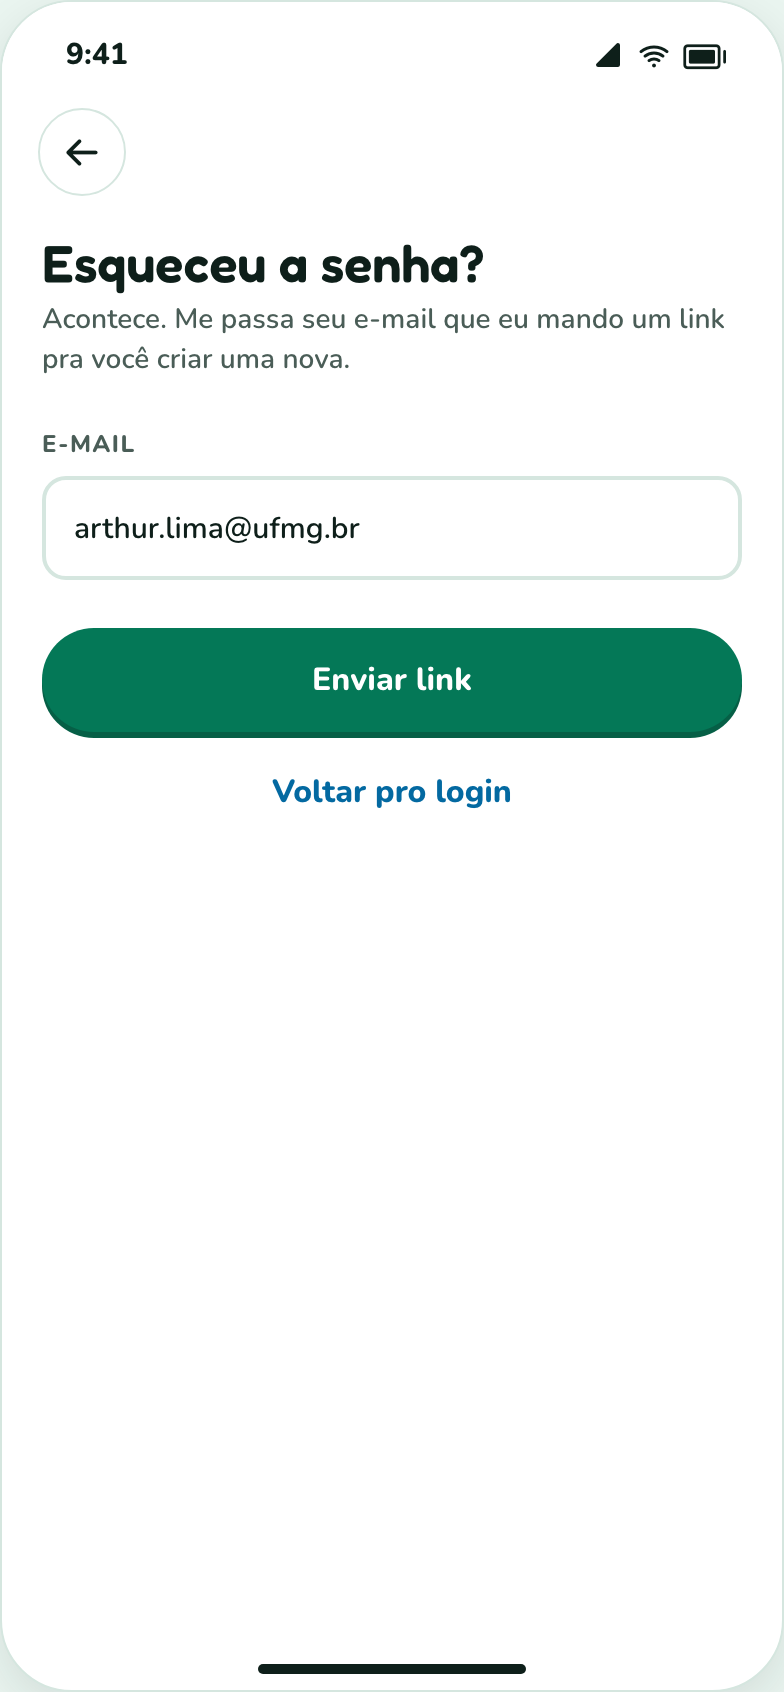 9:41
Esqueceu a senha?
Acontece. Me passa seu e-mail que eu mando um link
pra você criar uma nova.
E-MAIL
arthur.lima@ufmg.br
Enviar link
Voltar pro login